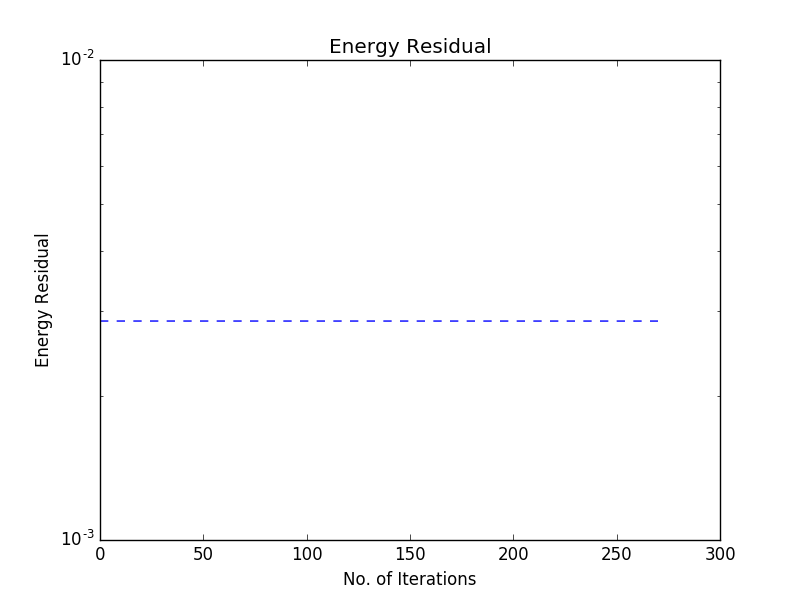 Energy Residual
10^-2
Energy Residual
10^-3
0 50 100 150 200 250 300
No. of Iterations